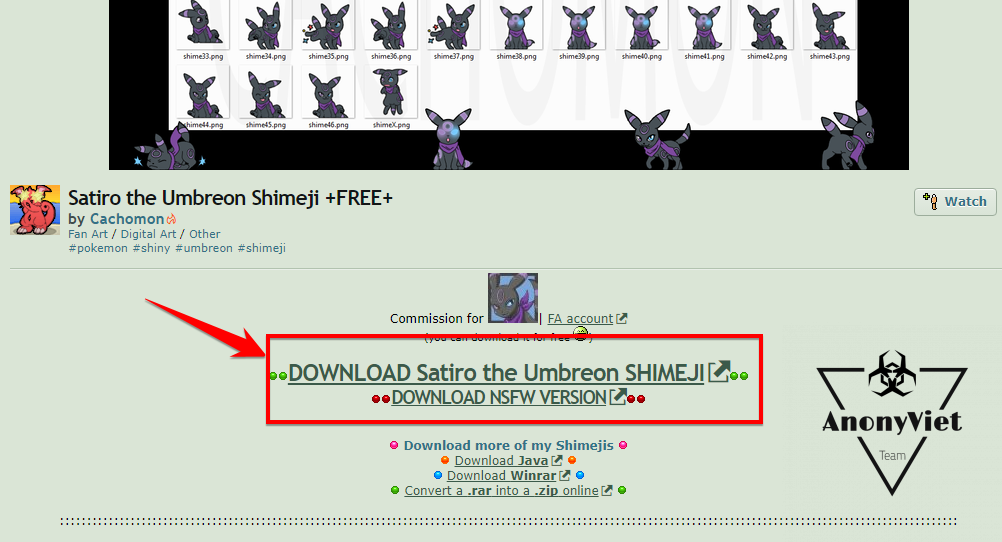 shime33.png shime34.png shime35.png shime36.png shime37.png shime38.png shime39.png shime40.png shime41.png shime42.png shime43.png
shime44.png shime45.png shime46.png shimeX.png
Satiro the Umbreon Shimeji +FREE+
by Cachomon
Fan Art / Digital Art / Other
#pokemon #shiny #umbreon #shimeji
Watch
Commission for | FA account
(you can download it for free )
DOWNLOAD Satiro the Umbreon SHIMEJI
DOWNLOAD NSFW VERSION
Download more of my Shimejis
Download Java
Download Winrar
Convert a .rar into a .zip online
AnonyViet
Team